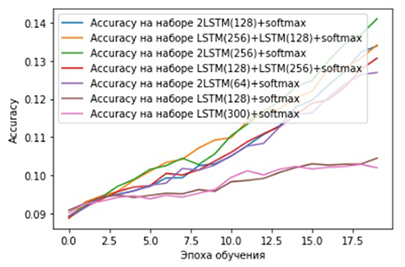 0.14
0.13
0.12
0.11
0.10
0.09
Accuracy
Accuracy на наборе 2LSTM(128)+softmax
Accuracy на наборе LSTM(256)+LSTM(128)+softmax
Accuracy на наборе 2LSTM(256)+softmax
Accuracy на наборе LSTM(128)+LSTM(256)+softmax
Accuracy на наборе 2LSTM(64)+softmax
Accuracy на наборе LSTM(128)+softmax
Accuracy на наборе LSTM(300)+softmax
0.0 2.5 5.0 7.5 10.0 12.5 15.0 17.5
Эпоха обучения